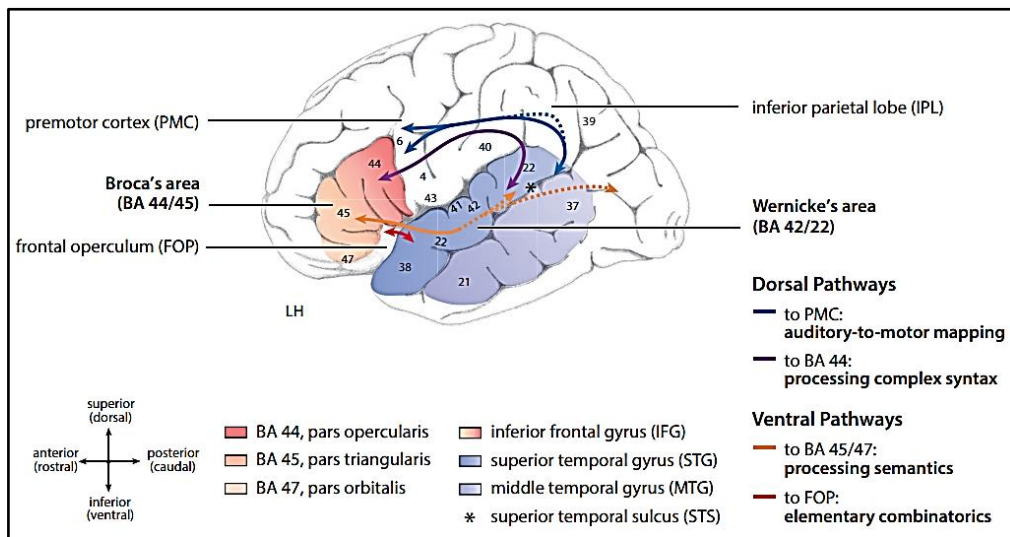 premotor cortex (PMC)
inferior parietal lobe (IPL)
39
6
40
44
4
22
*
Broca's area
(BA 44/45)
43
41
42
45
37
Wernicke's area
(BA 42/22)
frontal operculum (FOP)
22
47
38
21
LH
Dorsal Pathways
to PMC:
auditory-to-motor mapping
to BA 44:
processing complex syntax
Ventral Pathways
to BA 45/47:
processing semantics
to FOP:
elementary combinatorics
superior
(dorsal)
anterior
(rostral)
posterior
(caudal)
inferior
(ventral)
BA 44, pars opercularis
BA 45, pars triangularis
BA 47, pars orbitalis
inferior frontal gyrus (IFG)
superior temporal gyrus (STG)
middle temporal gyrus (MTG)
* superior temporal sulcus (STS)